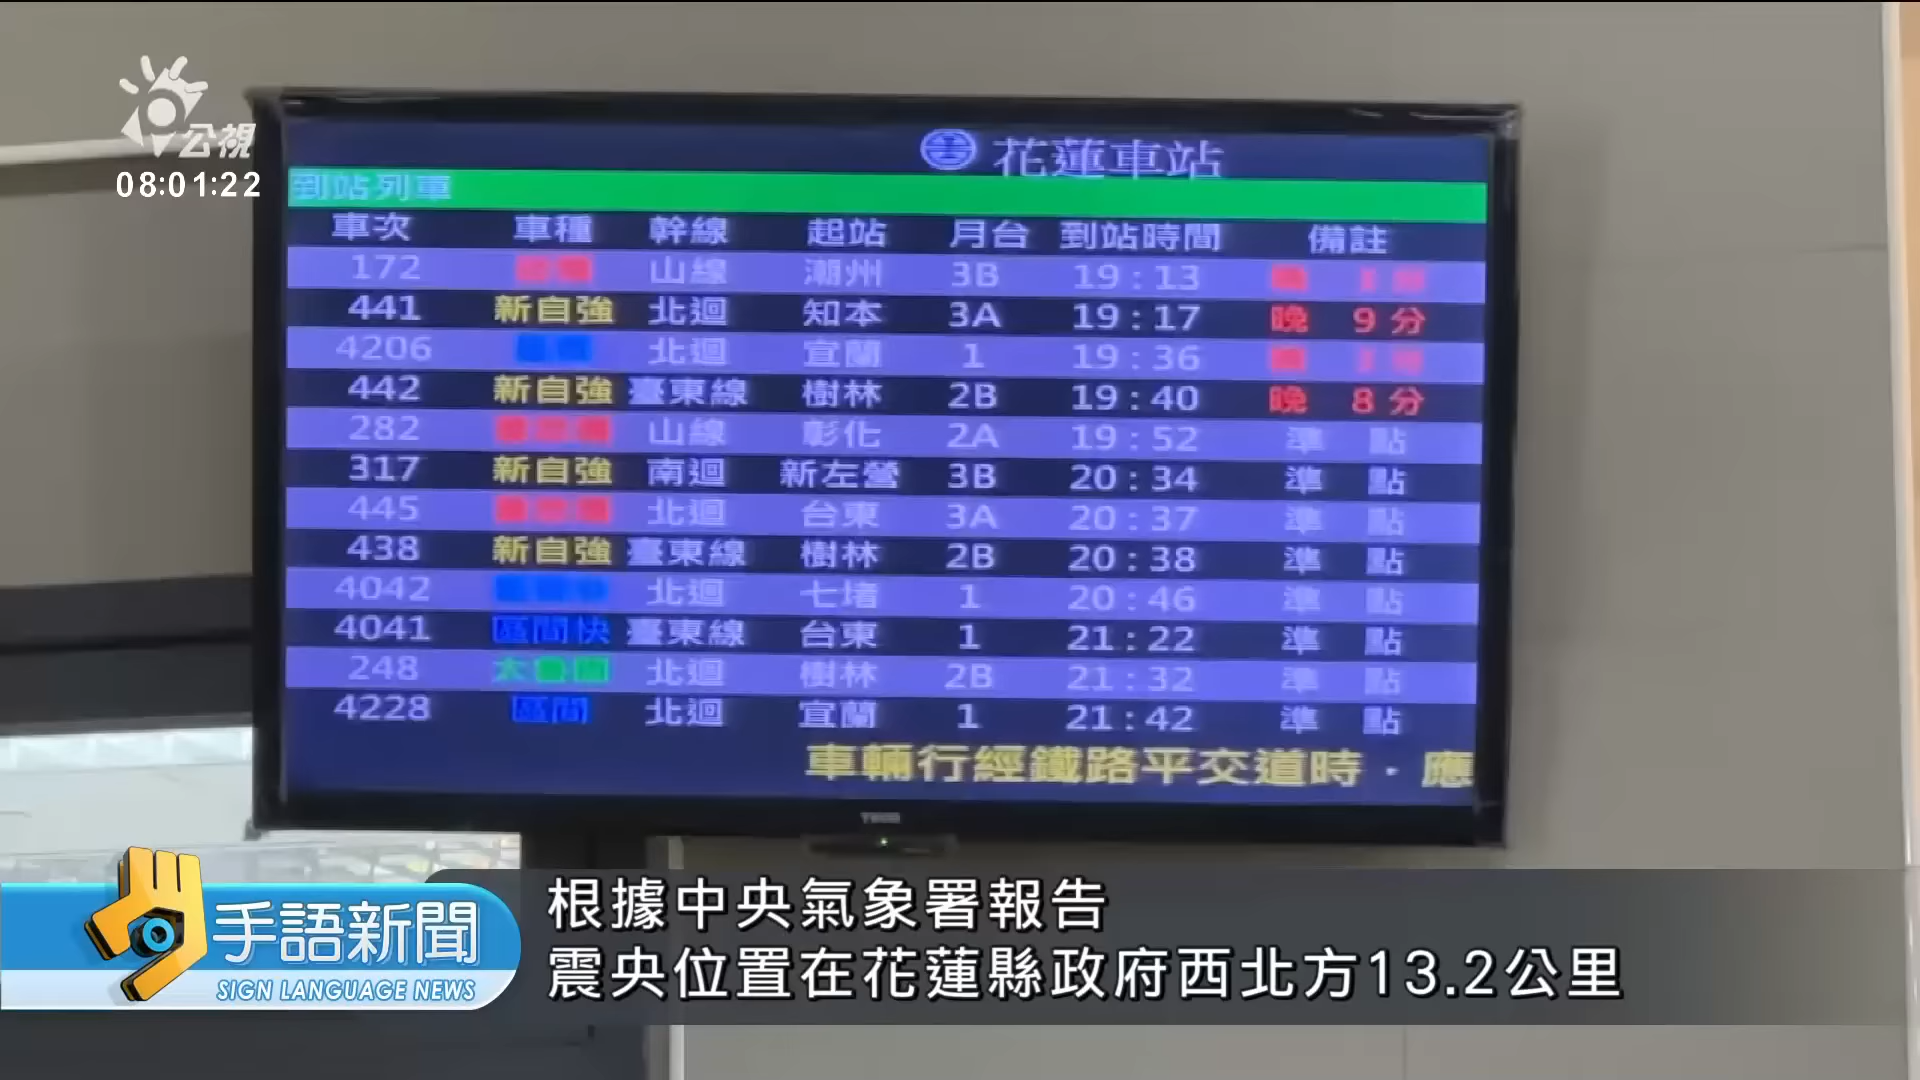 公視
08:01:22
花蓮車站
到站列車
車次 車種 幹線 起站 月台 到站時間 備註
172 山線 潮州 3B 19:13 晚 分
441 新自強 北迴 知本 3A 19:17 晚 9 分
4206 區間 北迴 宜蘭 1 19:36 晚 分
442 新自強 臺東線 樹林 2B 19:40 晚 8 分
282 山線 彰化 2A 19:52 準點
317 新自強 南迴 新左營 3B 20:34 準點
445 北迴 台東 3A 20:37 準點
438 新自強 臺東線 樹林 2B 20:38 準點
4042 北迴 七堵 1 20:46 準點
4041 區間快 臺東線 台東 1 21:22 準點
248 太魯閣 北迴 樹林 2B 21:32 準點
4228 區間 北迴 宜蘭 1 21:42 準點
車輛行經鐵路平交道時．應
TECO
手語新聞
SIGN LANGUAGE NEWS
根據中央氣象署報告
震央位置在花蓮縣政府西北方13.2公里